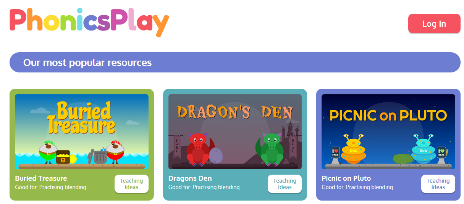 PhonicsPlay
Log in
Our most popular resources
Buried
Treasure
DRAGON'S DEN
PICNIC on PLUTO
Buried Treasure
Good for: Practising blending
Teaching
Ideas
Dragons Den
Good for: Practising blending
Teaching
Ideas
Picnic on Pluto
Good for: Practising blending
Teaching
Ideas